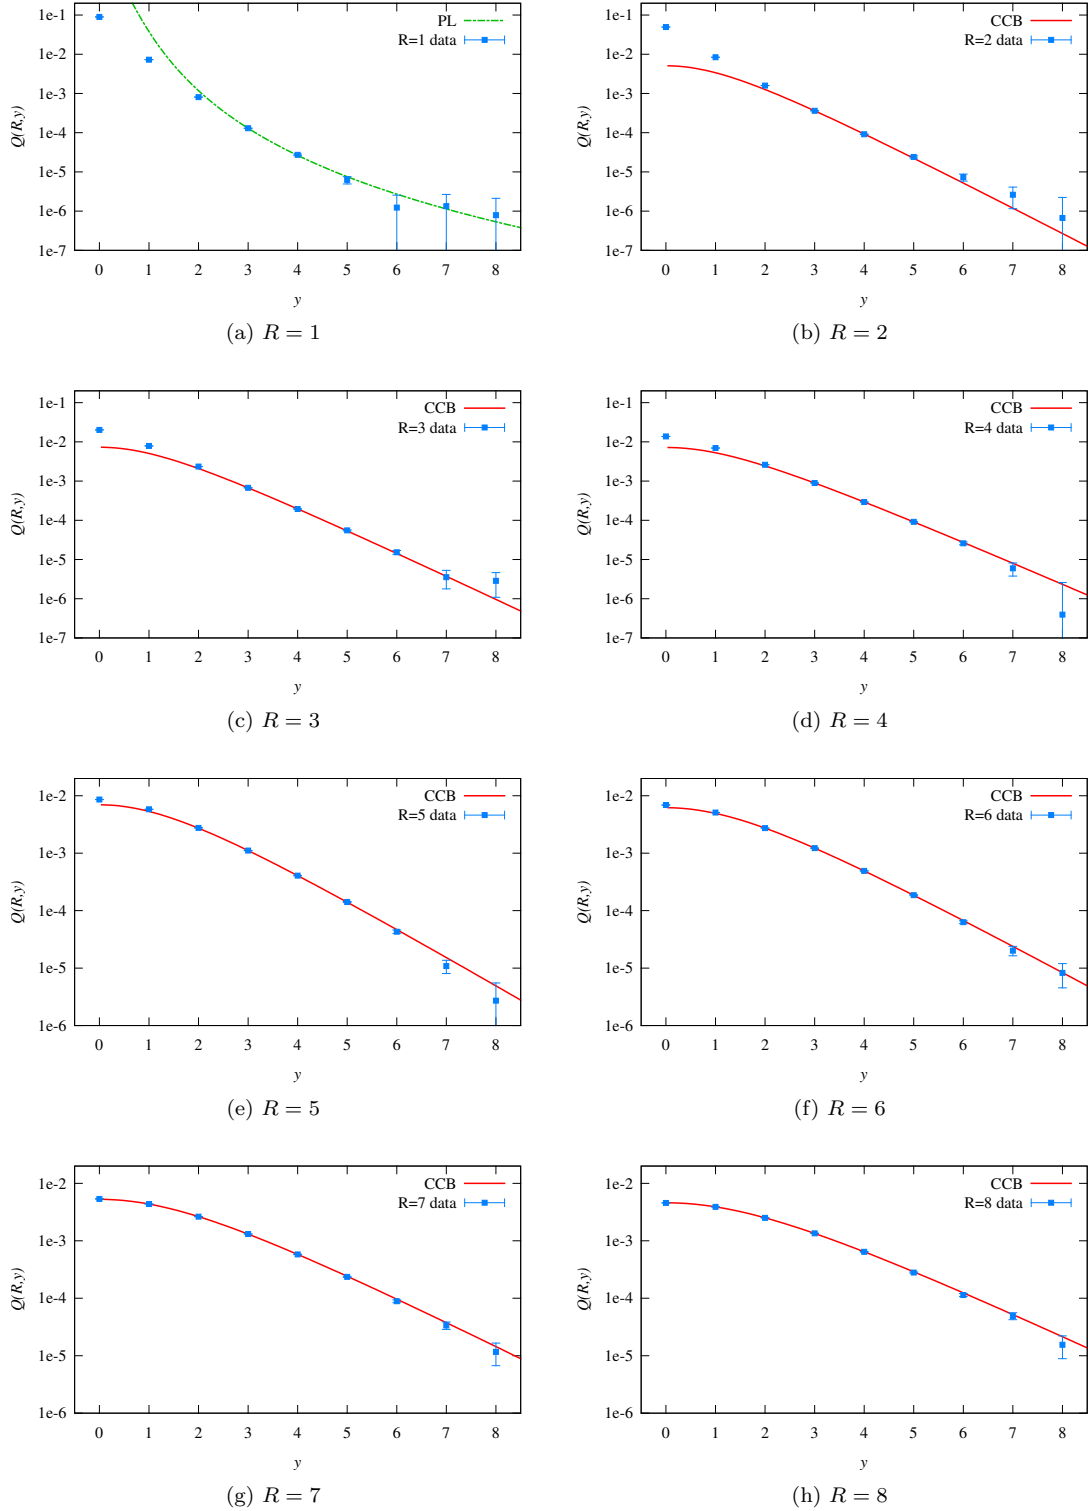 PL
R=1 data
1e-1
1e-2
1e-3
1e-4
1e-5
1e-6
1e-7
Q(R,y)
0 1 2 3 4 5 6 7 8
y
(a) R = 1
CCB
R=2 data
1e-1
1e-2
1e-3
1e-4
1e-5
1e-6
1e-7
Q(R,y)
0 1 2 3 4 5 6 7 8
y
(b) R = 2
CCB
R=3 data
1e-1
1e-2
1e-3
1e-4
1e-5
1e-6
1e-7
Q(R,y)
0 1 2 3 4 5 6 7 8
y
(c) R = 3
CCB
R=4 data
1e-1
1e-2
1e-3
1e-4
1e-5
1e-6
1e-7
Q(R,y)
0 1 2 3 4 5 6 7 8
y
(d) R = 4
CCB
R=5 data
1e-2
1e-3
1e-4
1e-5
1e-6
Q(R,y)
0 1 2 3 4 5 6 7 8
y
(e) R = 5
CCB
R=6 data
1e-2
1e-3
1e-4
1e-5
1e-6
Q(R,y)
0 1 2 3 4 5 6 7 8
y
(f) R = 6
CCB
R=7 data
1e-2
1e-3
1e-4
1e-5
1e-6
Q(R,y)
0 1 2 3 4 5 6 7 8
y
(g) R = 7
CCB
R=8 data
1e-2
1e-3
1e-4
1e-5
1e-6
Q(R,y)
0 1 2 3 4 5 6 7 8
y
(h) R = 8